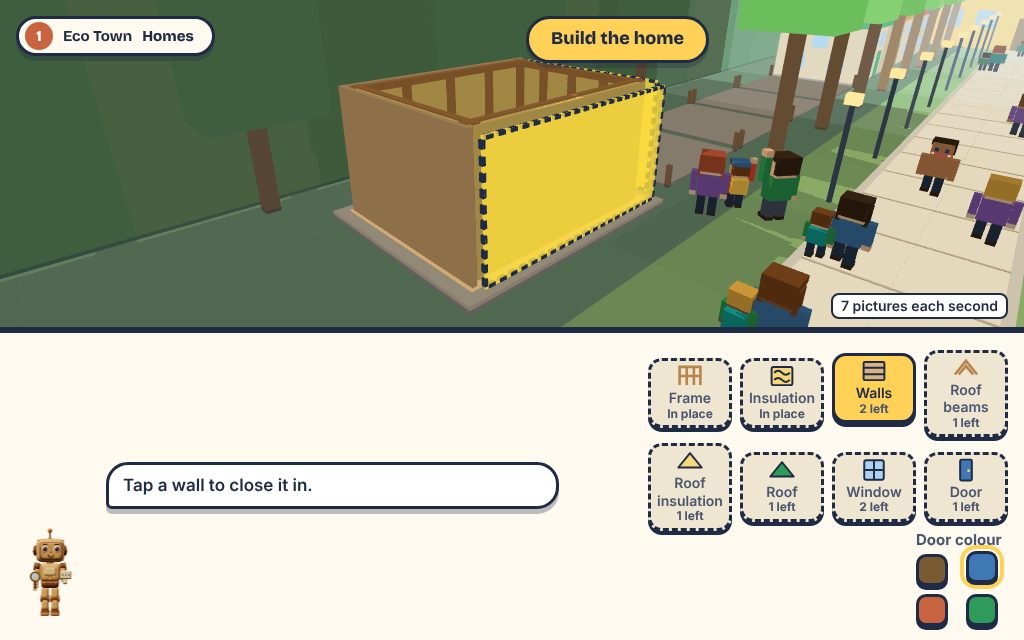 1 Eco Town Homes
Build the home
7 pictures each second
Frame
In place
Insulation
In place
Walls
2 left
Roof
beams
1 left
Roof
insulation
1 left
Roof
1 left
Window
2 left
Door
1 left
Tap a wall to close it in.
Door colour